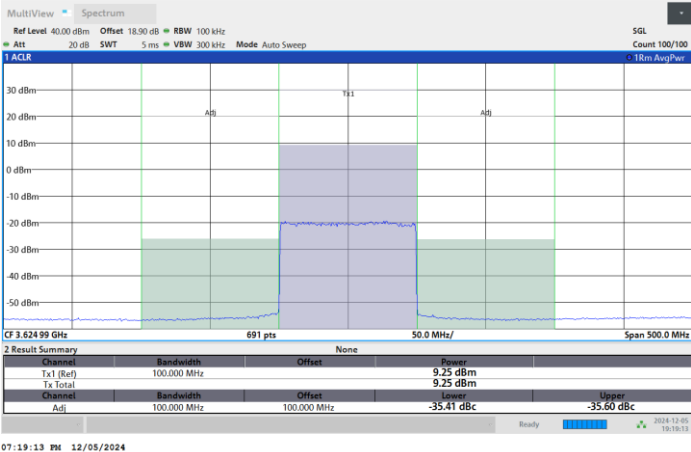 MultiView Spectrum
Ref Level 40.00 dBm Offset 18.90 dB RBW 100 kHz SGL
Att 20 dB SWT 5 ms VBW 300 kHz Mode Auto Sweep Count 100/100
1 ACLR 1Rm AvgPwr
30 dBm
Tx1
20 dBm Adj Adj
10 dBm
0 dBm
-10 dBm
-20 dBm
-30 dBm
-40 dBm
-50 dBm
CF 3.624 99 GHz 691 pts 50.0 MHz/ Span 500.0 MHz
2 Result Summary None
Channel Bandwidth Offset Power
Tx1 (Ref) 100.000 MHz 9.25 dBm
Tx Total 9.25 dBm
Channel Bandwidth Offset Lower Upper
Adj 100.000 MHz 100.000 MHz -35.41 dBc -35.60 dBc
Ready 2024-12-05
19:19:13
07:19:13 PM 12/05/2024